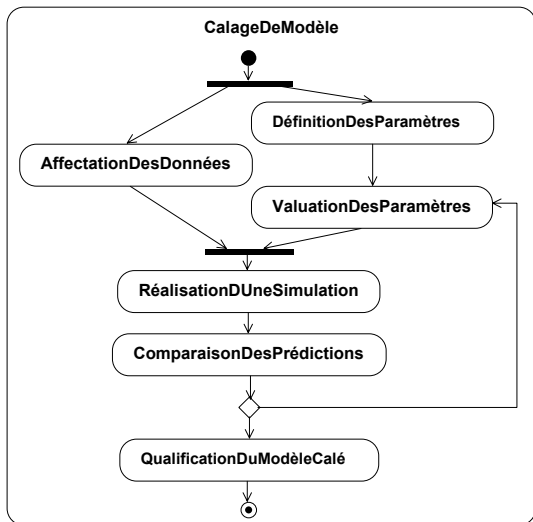 CalageDeModèle
DéfinitionDesParamètres
AffectationDesDonnées
ValuationDesParamètres
RéalisationDUneSimulation
ComparaisonDesPrédictions
QualificationDuModèleCalé